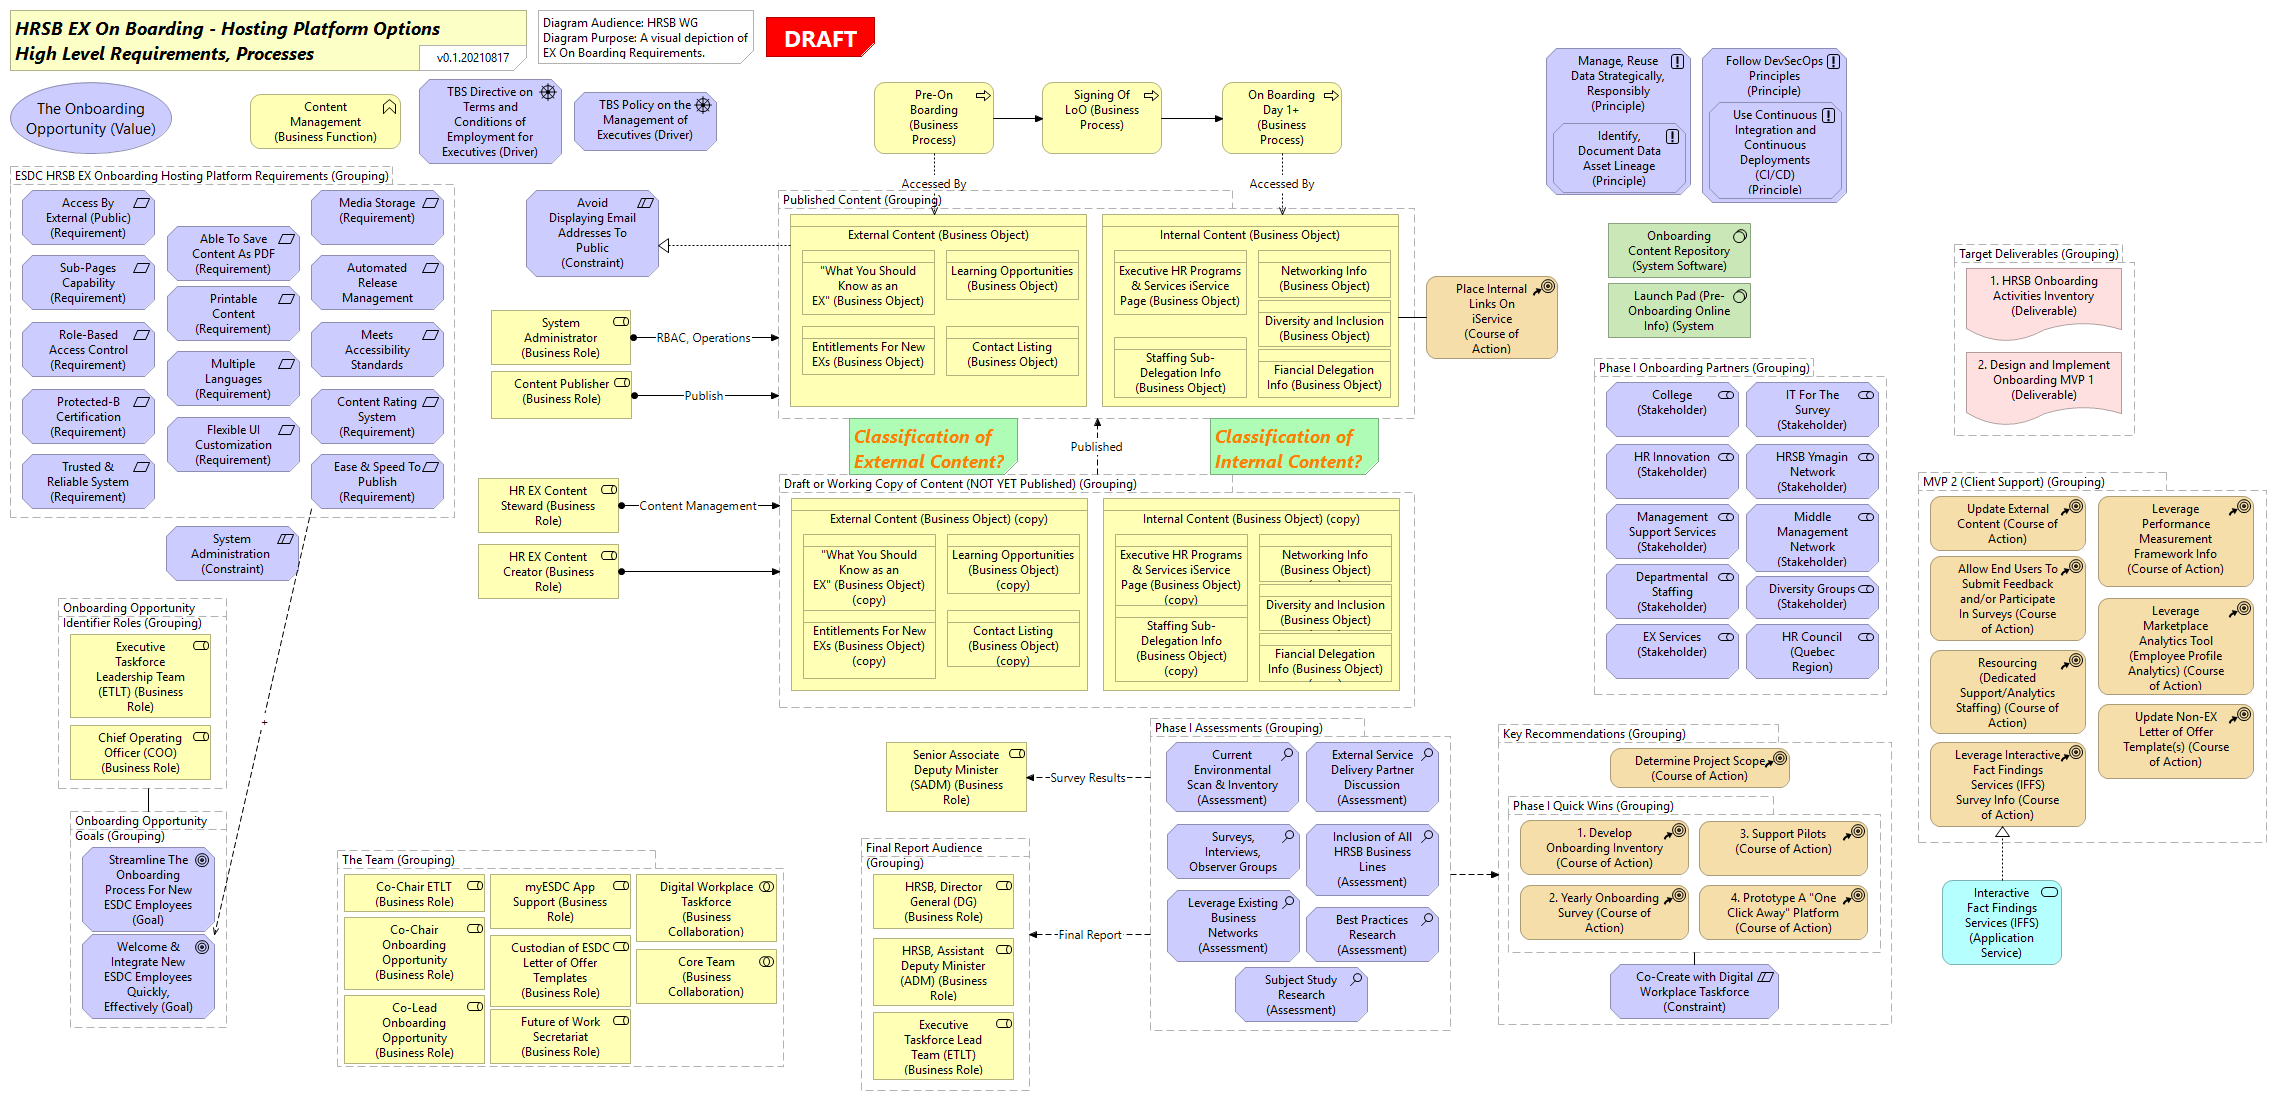 HRSB EX On Boarding - Hosting Platform Options
High Level Requirements, Processes
v0.1.20210817
Diagram Audience: HRSB WG
Diagram Purpose: A visual depiction of
EX On Boarding Requirements.
DRAFT
The Onboarding
Opportunity (Value)
Content
Management
(Business Function)
TBS Directive on
Terms and
Conditions of
Employment for
Executives (Driver)
TBS Policy on the
Management of
Executives (Driver)
Pre-On
Boarding
(Business
Process)
Signing Of
LoO (Business
Process)
On Boarding
Day 1+
(Business
Process)
Accessed By
Accessed By
Manage, Reuse
Data Strategically,
Responsibly
(Principle)
Identify,
Document Data
Asset Lineage
(Principle)
Follow DevSecOps
Principles
(Principle)
Use Continuous
Integration and
Continuous
Deployments
(CI/CD)
(Principle)
ESDC HRSB EX Onboarding Hosting Platform Requirements (Grouping)
Access By
External (Public)
(Requirement)
Sub-Pages
Capability
(Requirement)
Role-Based
Access Control
(Requirement)
Protected-B
Certification
(Requirement)
Trusted &
Reliable System
(Requirement)
Able To Save
Content As PDF
(Requirement)
Printable
Content
(Requirement)
Multiple
Languages
(Requirement)
Flexible UI
Customization
(Requirement)
Media Storage
(Requirement)
Automated
Release
Management
Meets
Accessibility
Standards
Content Rating
System
(Requirement)
Ease & Speed To
Publish
(Requirement)
System
Administration
(Constraint)
Avoid
Displaying Email
Addresses To
Public
(Constraint)
System
Administrator
(Business Role)
RBAC, Operations
Content Publisher
(Business Role)
Publish
Published Content (Grouping)
External Content (Business Object)
"What You Should
Know as an
EX" (Business Object)
Learning Opportunities
(Business Object)
Entitlements For New
EXs (Business Object)
Contact Listing
(Business Object)
Internal Content (Business Object)
Executive HR Programs
& Services iService
Page (Business Object)
Networking Info
(Business Object)
Diversity and Inclusion
(Business Object)
Staffing Sub-
Delegation Info
(Business Object)
Fiancial Delegation
Info (Business Object)
Place Internal
Links On
iService
(Course of
Action)
Classification of
External Content?
Published
Classification of
Internal Content?
HR EX Content
Steward (Business
Role)
Content Management
HR EX Content
Creator (Business
Role)
Draft or Working Copy of Content (NOT YET Published) (Grouping)
External Content (Business Object) (copy)
"What You Should
Know as an
EX" (Business Object)
(copy)
Learning Opportunities
(Business Object)
(copy)
Entitlements For New
EXs (Business Object)
(copy)
Contact Listing
(Business Object)
(copy)
Internal Content (Business Object) (copy)
Executive HR Programs
& Services iService
Page (Business Object)
(copy)
Networking Info
(Business Object)
Diversity and Inclusion
(Business Object)
Staffing Sub-
Delegation Info
(Business Object)
(copy)
Fiancial Delegation
Info (Business Object)
Onboarding
Content Repository
(System Software)
Launch Pad (Pre-
Onboarding Online
Info) (System
Target Deliverables (Grouping)
1. HRSB Onboarding
Activities Inventory
(Deliverable)
2. Design and Implement
Onboarding MVP 1
(Deliverable)
Phase I Onboarding Partners (Grouping)
College
(Stakeholder)
IT For The
Survey
(Stakeholder)
HR Innovation
(Stakeholder)
HRSB Ymagin
Network
(Stakeholder)
Management
Support Services
(Stakeholder)
Middle
Management
Network
(Stakeholder)
Departmental
Staffing
(Stakeholder)
Diversity Groups
(Stakeholder)
EX Services
(Stakeholder)
HR Council
(Quebec
Region)
MVP 2 (Client Support) (Grouping)
Update External
Content (Course of
Action)
Allow End Users To
Submit Feedback
and/or Participate
In Surveys (Course
of Action)
Resourcing
(Dedicated
Support/Analytics
Staffing) (Course of
Action)
Leverage Interactive
Fact Findings
Services (IFFS)
Survey Info (Course
of Action)
Leverage
Performance
Measurement
Framework Info
(Course of Action)
Leverage
Marketplace
Analytics Tool
(Employee Profile
Analytics) (Course
of Action)
Update Non-EX
Letter of Offer
Template(s) (Course
of Action)
Interactive
Fact Findings
Services (IFFS)
(Application
Service)
Onboarding Opportunity
Identifier Roles (Grouping)
Executive
Taskforce
Leadership Team
(ETLT) (Business
Role)
Chief Operating
Officer (COO)
(Business Role)
+
Onboarding Opportunity
Goals (Grouping)
Streamline The
Onboarding
Process For New
ESDC Employees
(Goal)
Welcome &
Integrate New
ESDC Employees
Quickly,
Effectively (Goal)
The Team (Grouping)
Co-Chair ETLT
(Business Role)
Co-Chair
Onboarding
Opportunity
(Business Role)
Co-Lead
Onboarding
Opportunity
(Business Role)
myESDC App
Support (Business
Role)
Custodian of ESDC
Letter of Offer
Templates
(Business Role)
Future of Work
Secretariat
(Business Role)
Digital Workplace
Taskforce
(Business
Collaboration)
Core Team
(Business
Collaboration)
Senior Associate
Deputy Minister
(SADM) (Business
Role)
Survey Results
Final Report Audience
(Grouping)
HRSB, Director
General (DG)
(Business Role)
HRSB, Assistant
Deputy Minister
(ADM) (Business
Role)
Executive
Taskforce Lead
Team (ETLT)
(Business Role)
Final Report
Phase I Assessments (Grouping)
Current
Environmental
Scan & Inventory
(Assessment)
External Service
Delivery Partner
Discussion
(Assessment)
Surveys,
Interviews,
Observer Groups
Inclusion of All
HRSB Business
Lines
(Assessment)
Leverage Existing
Business
Networks
(Assessment)
Best Practices
Research
(Assessment)
Subject Study
Research
(Assessment)
Key Recommendations (Grouping)
Determine Project Scope
(Course of Action)
Phase I Quick Wins (Grouping)
1. Develop
Onboarding Inventory
(Course of Action)
3. Support Pilots
(Course of Action)
2. Yearly Onboarding
Survey (Course of
Action)
4. Prototype A "One
Click Away" Platform
(Course of Action)
Co-Create with Digital
Workplace Taskforce
(Constraint)